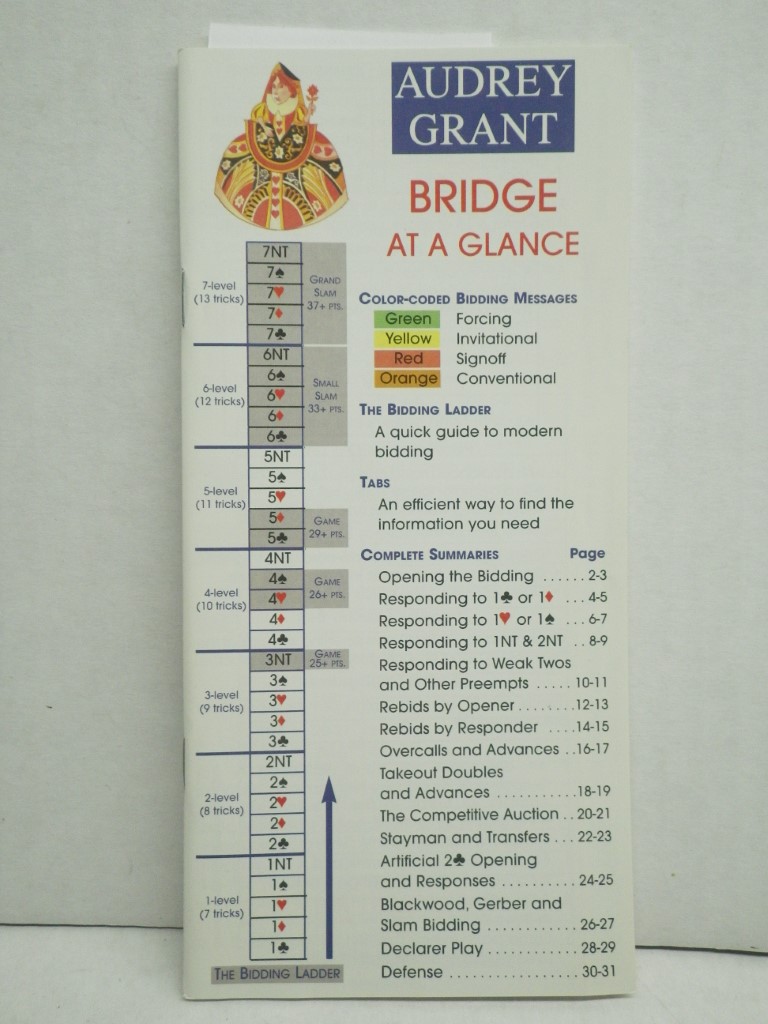 AUDREY
GRANT
BRIDGE
AT A GLANCE
7-level
(13 tricks)
7NT
7♠
7♥
7♦
7♣
GRAND
SLAM
37+ PTS.
6-level
(12 tricks)
6NT
6♠
6♥
6♦
6♣
SMALL
SLAM
33+ PTS.
5-level
(11 tricks)
5NT
5♠
5♥
5♦
5♣
GAME
29+ PTS.
4-level
(10 tricks)
4NT
4♠
4♥
4♦
4♣
GAME
26+ PTS.
3-level
(9 tricks)
3NT
3♠
3♥
3♦
3♣
GAME
25+ PTS.
2-level
(8 tricks)
2NT
2♠
2♥
2♦
2♣
1-level
(7 tricks)
1NT
1♠
1♥
1♦
1♣
THE BIDDING LADDER
COLOR-CODED BIDDING MESSAGES
Green Forcing
Yellow Invitational
Red Signoff
Orange Conventional
THE BIDDING LADDER
A quick guide to modern
bidding
TABS
An efficient way to find the
information you need
COMPLETE SUMMARIES Page
Opening the Bidding ...... 2-3
Responding to 1♣ or 1♦ ... 4-5
Responding to 1♥ or 1♠ ... 6-7
Responding to 1NT & 2NT .. 8-9
Responding to Weak Twos
and Other Preempts ..... 10-11
Rebids by Opener ........12-13
Rebids by Responder ....14-15
Overcalls and Advances ..16-17
Takeout Doubles
and Advances ...........18-19
The Competitive Auction .. 20-21
Stayman and Transfers ... 22-23
Artificial 2♣ Opening
and Responses .......... 24-25
Blackwood, Gerber and
Slam Bidding ............ 26-27
Declarer Play ............ 28-29
Defense ................. 30-31